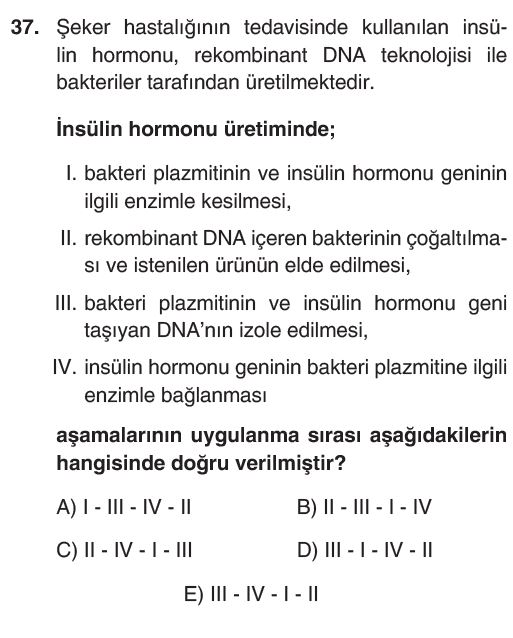 37. Şeker hastalığının tedavisinde kullanılan insü-
lin hormonu, rekombinant DNA teknolojisi ile
bakteriler tarafından üretilmektedir.
İnsülin hormonu üretiminde;
I. bakteri plazmitinin ve insülin hormonu geninin
ilgili enzimle kesilmesi,
II. rekombinant DNA içeren bakterinin çoğaltılma-
sı ve istenilen ürünün elde edilmesi,
III. bakteri plazmitinin ve insülin hormonu geni
taşıyan DNA’nın izole edilmesi,
IV. insülin hormonu geninin bakteri plazmitine ilgili
enzimle bağlanması
aşamalarının uygulanma sırası aşağıdakilerin
hangisinde doğru verilmiştir?
A) I - III - IV - II B) II - III - I - IV
C) II - IV - I - III D) III - I - IV - II
E) III - IV - I - II